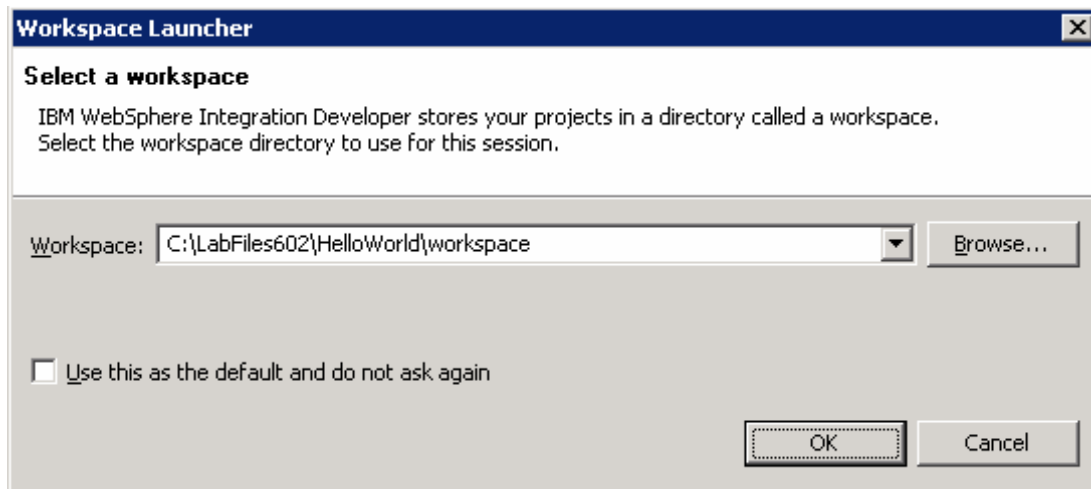 Workspace Launcher
Select a workspace
IBM WebSphere Integration Developer stores your projects in a directory called a workspace.
Select the workspace directory to use for this session.
Workspace: C:\LabFiles602\HelloWorld\workspace Browse...
Use this as the default and do not ask again
OK Cancel